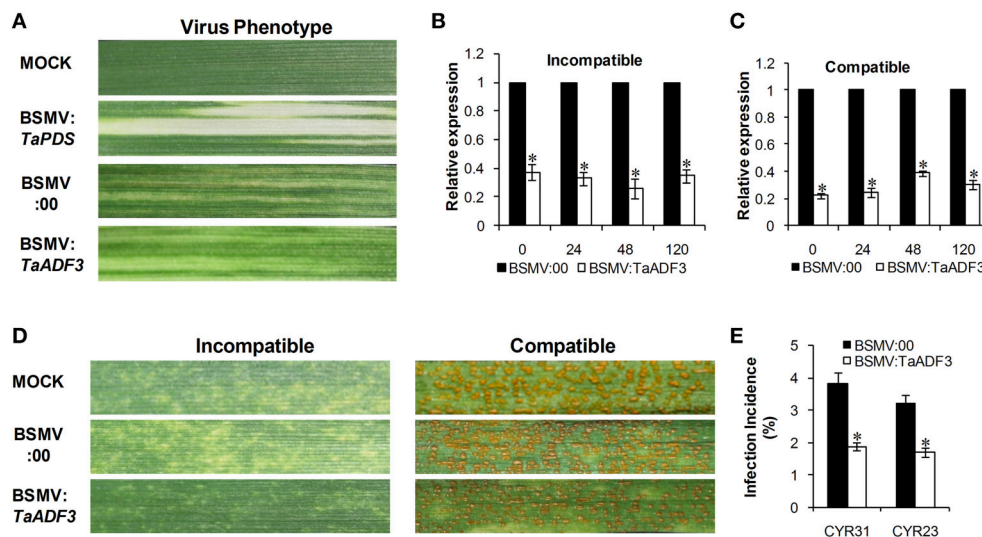 A
Virus Phenotype
MOCK
BSMV:
TaPDS
BSMV
:00
BSMV:
TaADF3
B
Incompatible
Relative expression
1.2
1
0.8
0.6
0.4
0.2
0
*
*
*
*
0
24
48
120
BSMV:00
BSMV:TaADF3
C
Compatible
Relative expression
1.2
1
0.8
0.6
0.4
0.2
0
*
*
*
*
0
24
48
120
BSMV:00
BSMV:TaADF3
D
Incompatible
Compatible
MOCK
BSMV
:00
BSMV:
TaADF3
E
BSMV:00
BSMV:TaADF3
Infection Incidence
(%)
5
4
3
2
1
0
*
*
CYR31
CYR23